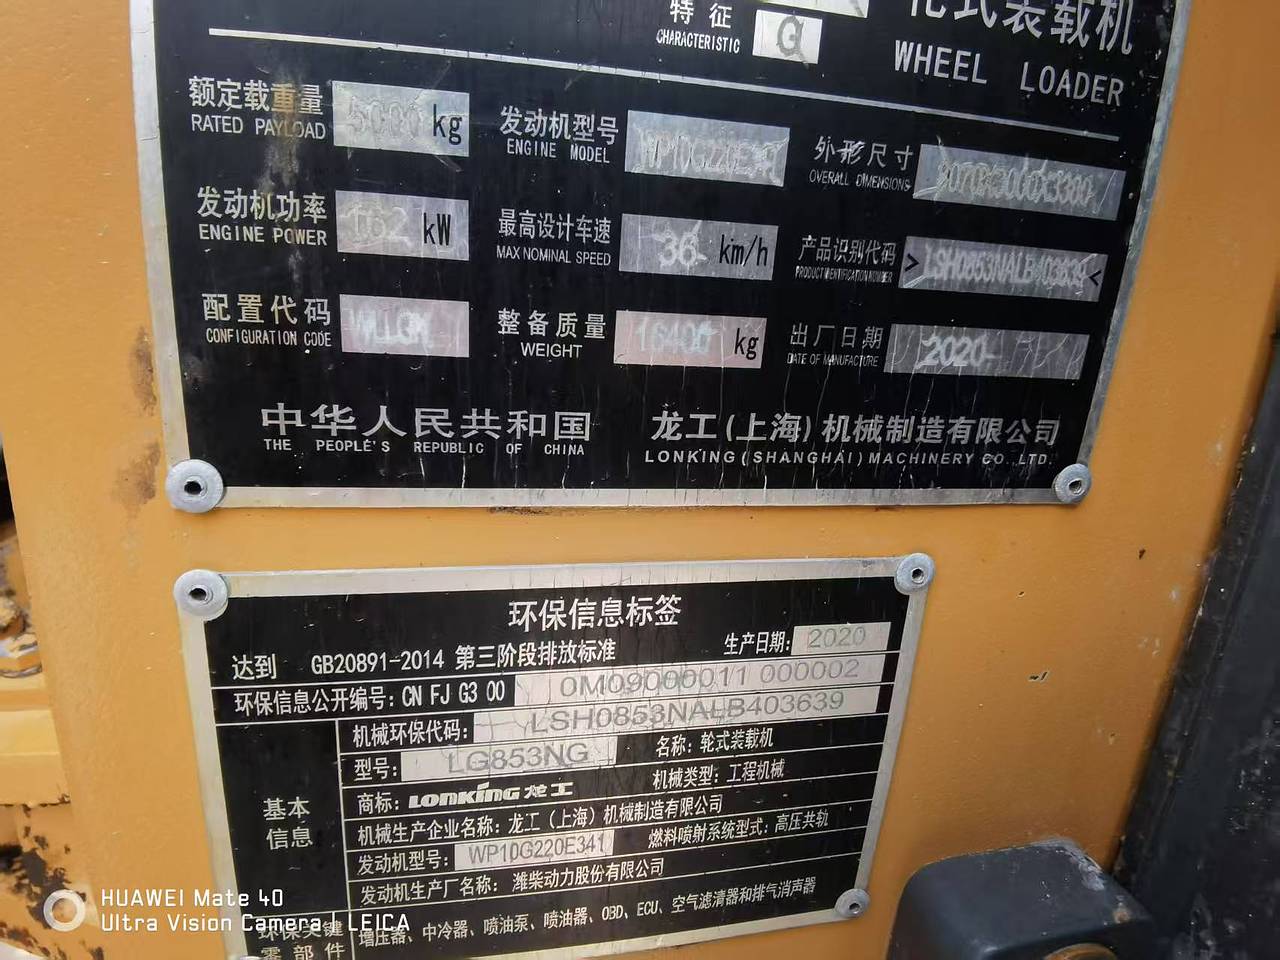 特征 G 轮式装载机
CHARACTERISTIC WHEEL LOADER
额定载重量 5000 kg 发动机型号 外形尺寸
RATED PAYLOAD ENGINE MODEL OVERALL DIMENSIONS
发动机功率 162 kW 最高设计车速 36 km/h 产品识别代码 >LSH0853NALB403639<
ENGINE POWER MAX NOMINAL SPEED PRODUCT IDENTIFICATION NUMBER
配置代码 整备质量 16400 kg 出厂日期 2020-
CONFIGURATION CODE WEIGHT DATE OF MANUFACTURE
中华人民共和国 龙工(上海)机械制造有限公司
THE PEOPLE'S REPUBLIC OF CHINA LONKING(SHANGHAI)MACHINERY CO.,LTD.
环保信息标签
达到 GB20891-2014 第三阶段排放标准 生产日期: 2020
环保信息公开编号: CN FJ G3 00 0M09000011 000002
机械环保代码: LSH0853NALB403639
型号: LG853NG 名称: 轮式装载机
商标: LONKING 龙工 机械类型: 工程机械
基本
信息
机械生产企业名称: 龙工(上海)机械制造有限公司
发动机型号: WP10G220E341 燃料喷射系统型式: 高压共轨
发动机生产厂名称: 潍柴动力股份有限公司
环保关键
零部件
增压器、中冷器、喷油泵、喷油器、OBD、ECU、空气滤清器和排气消声器
HUAWEI Mate 40
Ultra Vision Camera | LEICA